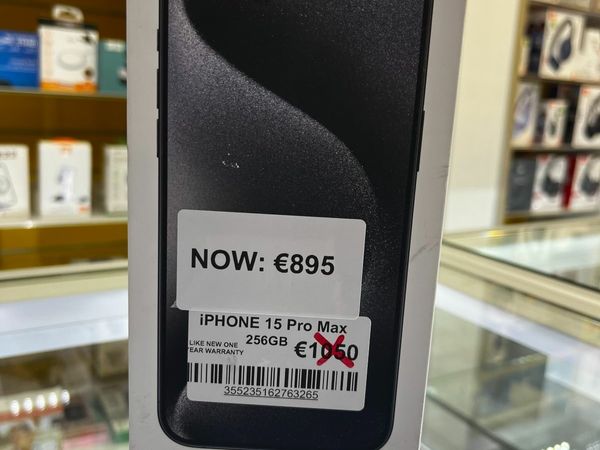 NOW: €895
iPHONE 15 Pro Max
256GB
LIKE NEW ONE
YEAR WARRANTY
€1050
355235162763265